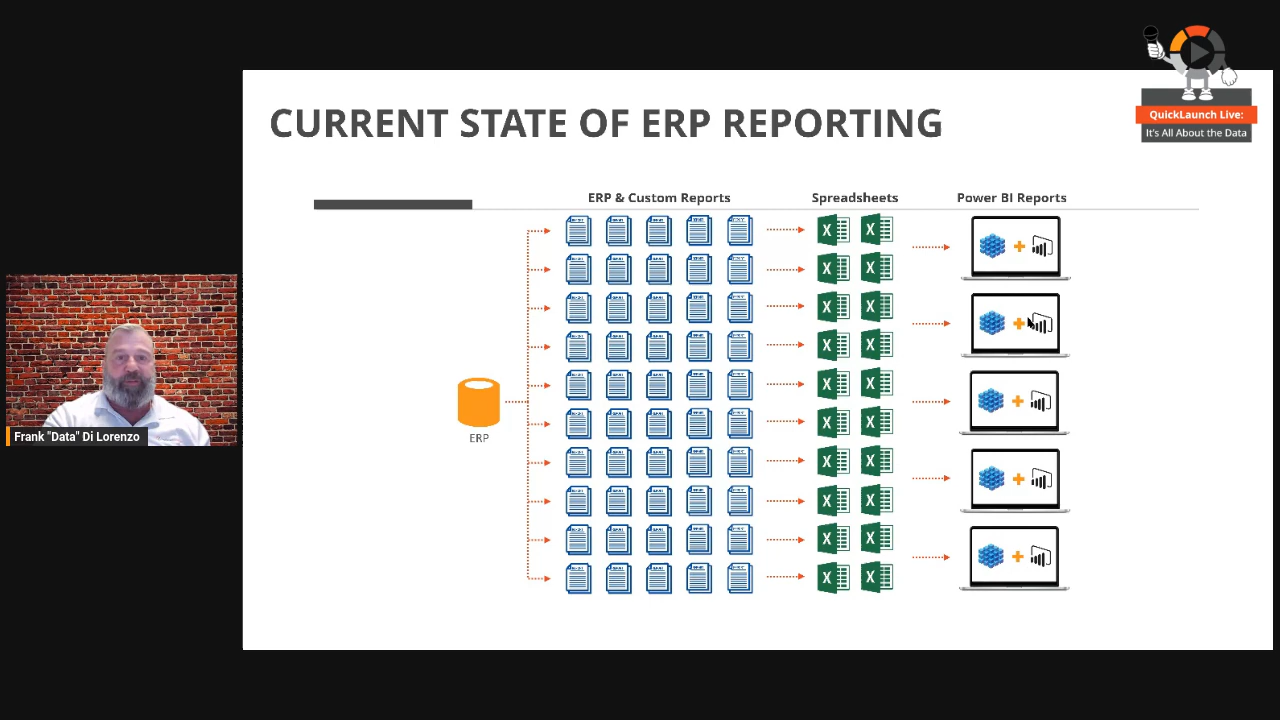 CURRENT STATE OF ERP REPORTING
QuickLaunch Live:
It's All About the Data
ERP & Custom Reports
Spreadsheets
Power BI Reports
ERP
Frank "Data" Di Lorenzo